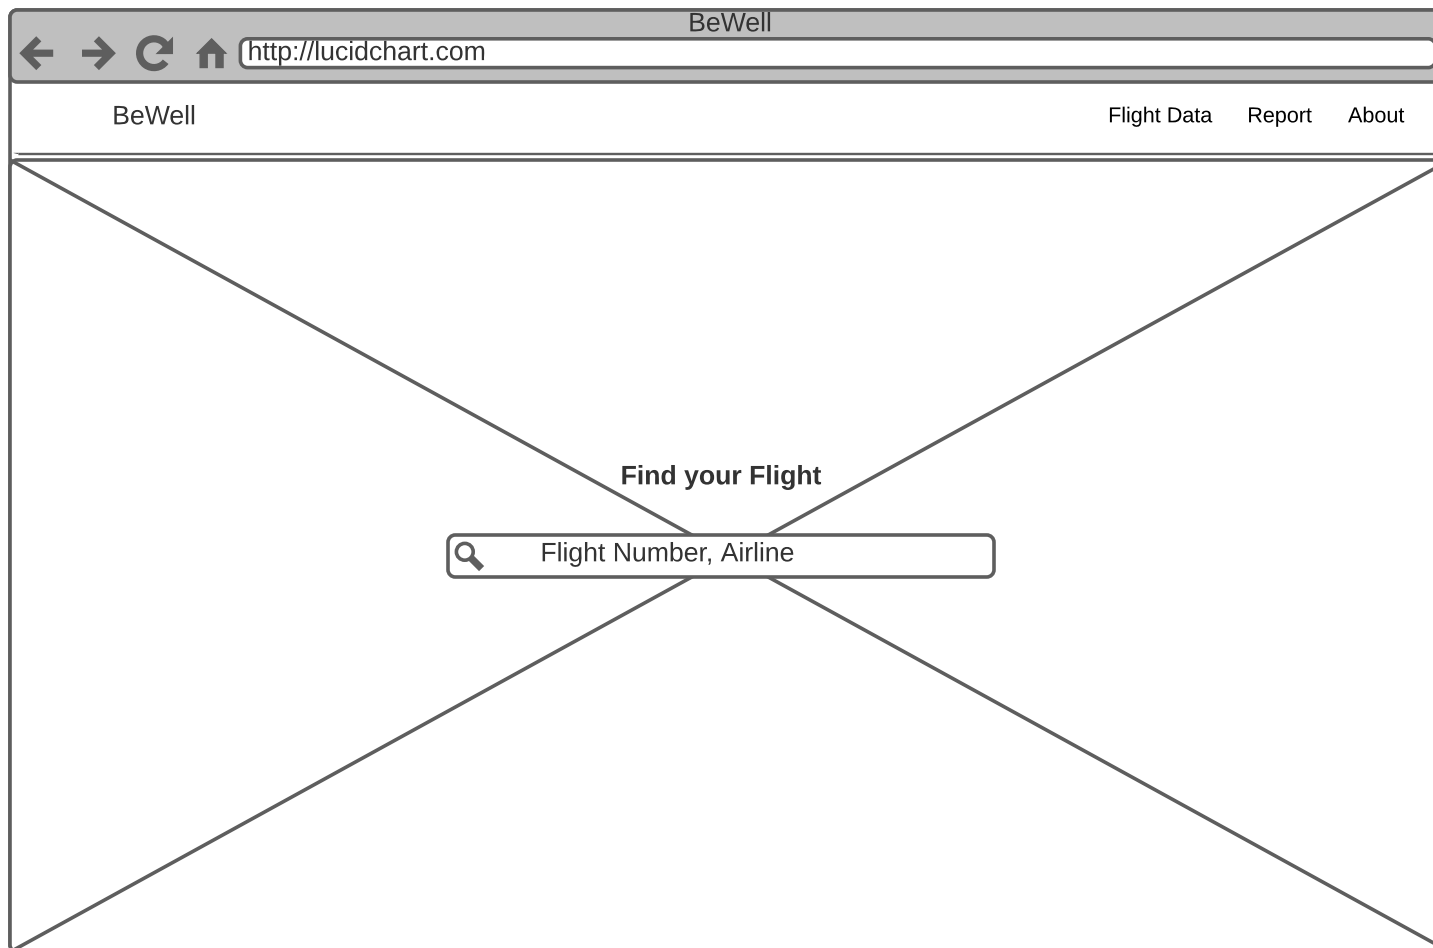 BeWell
http://lucidchart.com
BeWell
Flight Data
Report
About
Find your Flight
Flight Number, Airline